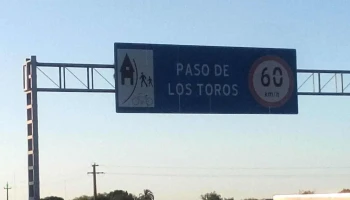 PASO DE
LOS TOROS
60
km/h